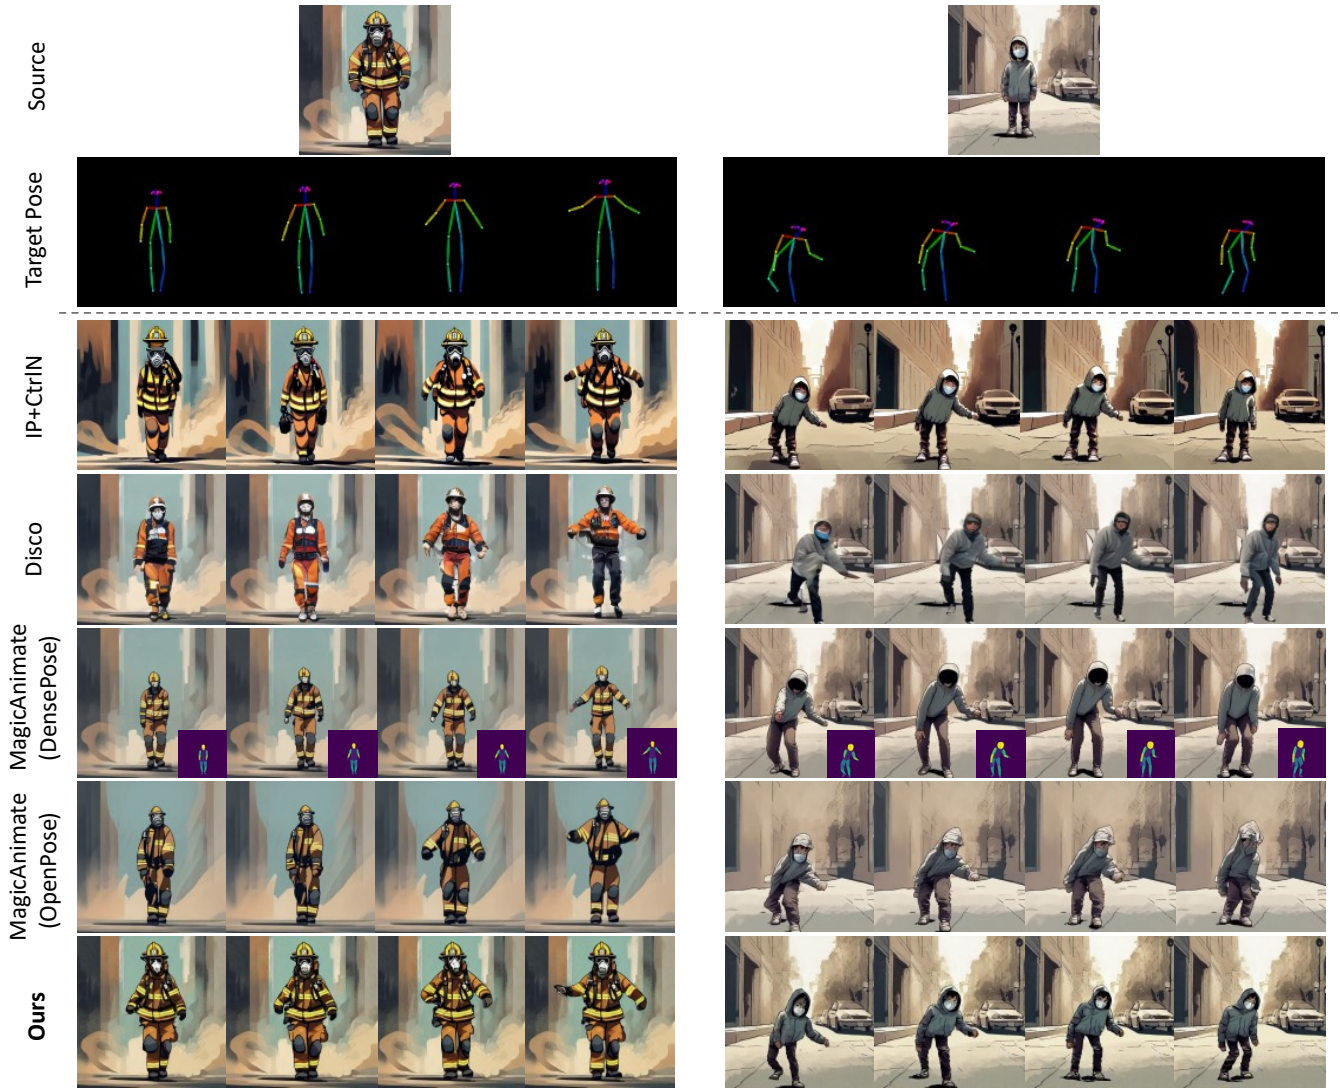 Source
Target Pose
IP+CtrlN
Disco
MagicAnimate
(DensePose)
MagicAnimate
(OpenPose)
Ours